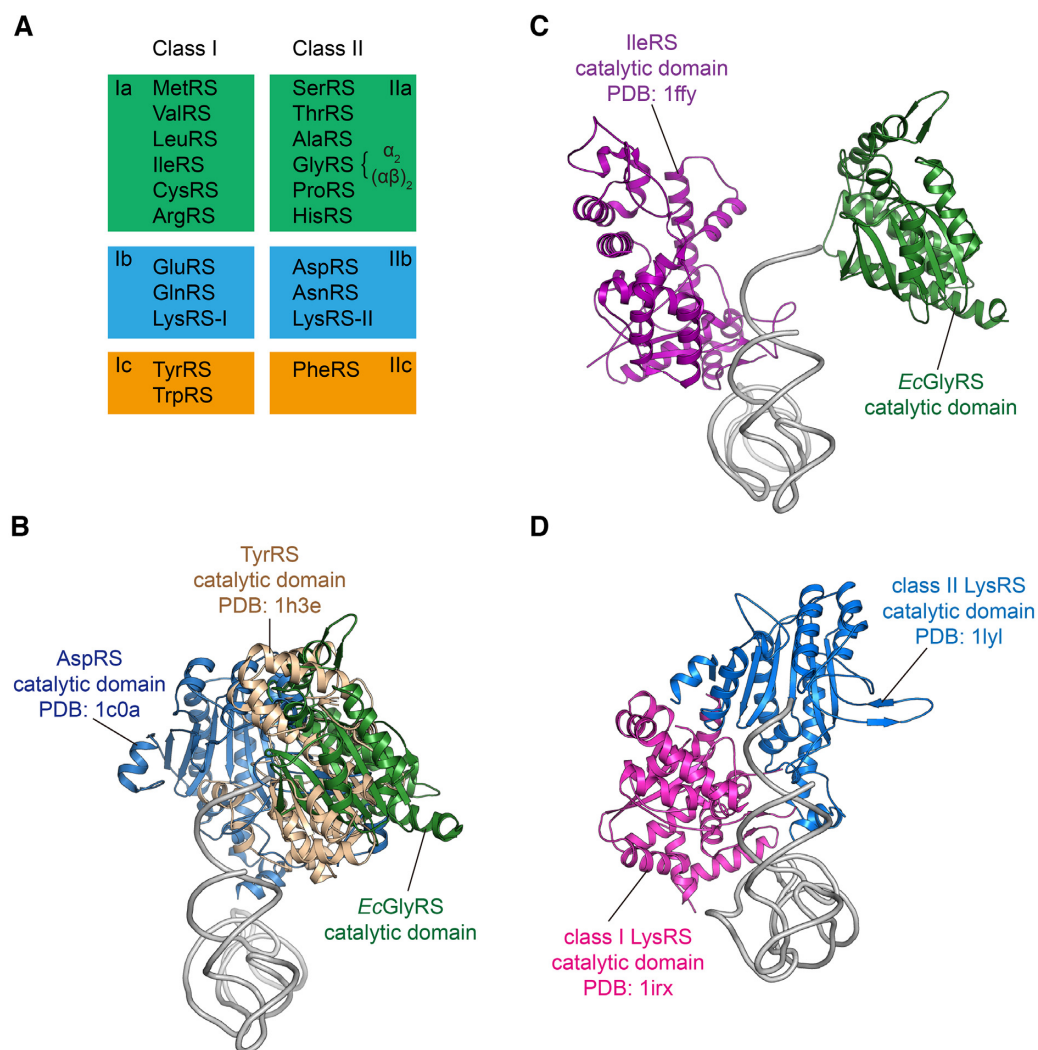 A
Class I
Class II
Ia
MetRS
ValRS
LeuRS
IleRS
CysRS
ArgRS
SerRS
IIa
ThrRS
AlaRS
GlyRS { α2
(αβ)2
ProRS
HisRS
Ib
GluRS
GlnRS
LysRS-I
AspRS
IIb
AsnRS
LysRS-II
Ic
TyrRS
TrpRS
PheRS
IIc
C
IleRS
catalytic domain
PDB: 1ffy
EcGlyRS
catalytic domain
B
TyrRS
catalytic domain
PDB: 1h3e
AspRS
catalytic domain
PDB: 1c0a
EcGlyRS
catalytic domain
D
class II LysRS
catalytic domain
PDB: 1lyl
class I LysRS
catalytic domain
PDB: 1irx